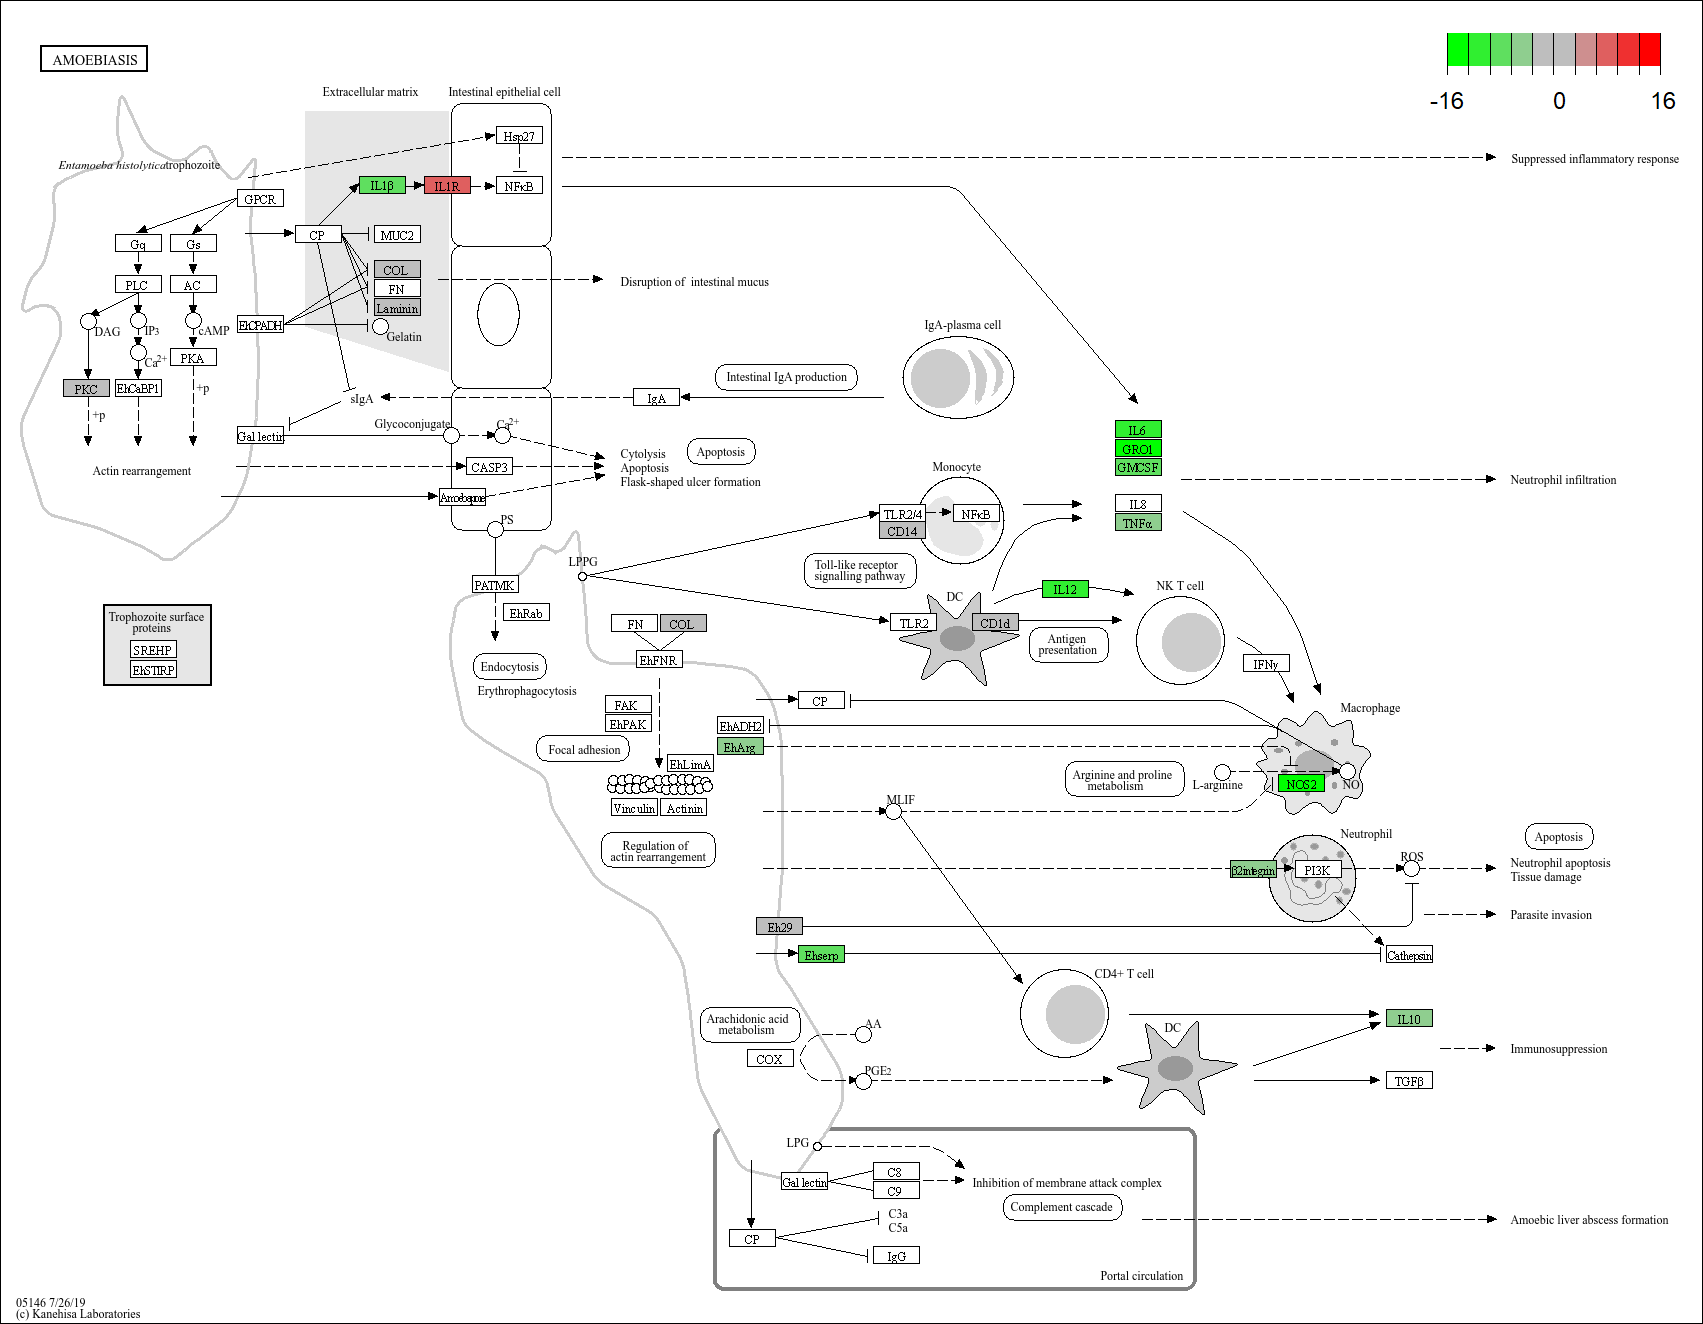 AMOEBIASIS
-16
0
16
Extracellular matrix
Intestinal epithelial cell
Hsp27
Suppressed inflammatory response
Entamoeba histolytica trophozoite
IL1β
IL1R
NFκB
GPCR
CP
MUC2
Gq
Gs
COL
FN
Laminin
Gelatin
Disruption of intestinal mucus
PLC
AC
DAG
IP3
cAMP
EhCPADH
Ca2+
PKA
IgA-plasma cell
PKC
EhCaBP1
+p
+p
Intestinal IgA production
sIgA
IgA
Glycoconjugate
Ca2+
Gal lectin
IL6
GRO1
GMCSF
Cytolysis
Apoptosis
Flask-shaped ulcer formation
Apoptosis
Actin rearrangement
CASP3
Monocyte
Neutrophil infiltration
Amoebapore
TLR2/4
NFκB
CD14
IL8
TNFα
PS
LPPG
Toll-like receptor
signalling pathway
PATMK
EhRab
IL12
NK T cell
DC
Trophozoite surface
proteins
SREHP
EhSTIRP
FN
COL
TLR2
CD1d
Antigen
presentation
EhFNR
IFNγ
Endocytosis
Erythrophagocytosis
FAK
EhPAK
CP
Macrophage
EhADH2
EhArg
Focal adhesion
EhLimA
Arginine and proline
metabolism
L-arginine
NOS2
NO
Vinculin
Actinin
MLIF
Neutrophil
Apoptosis
Regulation of
actin rearrangement
β2integrin
PI3K
ROS
Neutrophil apoptosis
Tissue damage
Parasite invasion
Eh29
Ehserp
Cathepsin
CD4+ T cell
Arachidonic acid
metabolism
AA
DC
IL10
COX
PGE2
Immunosuppression
TGFβ
LPG
Gal lectin
C8
C9
Inhibition of membrane attack complex
Complement cascade
C3a
C5a
Amoebic liver abscess formation
CP
IgG
Portal circulation
05146 7/26/19
(c) Kanehisa Laboratories